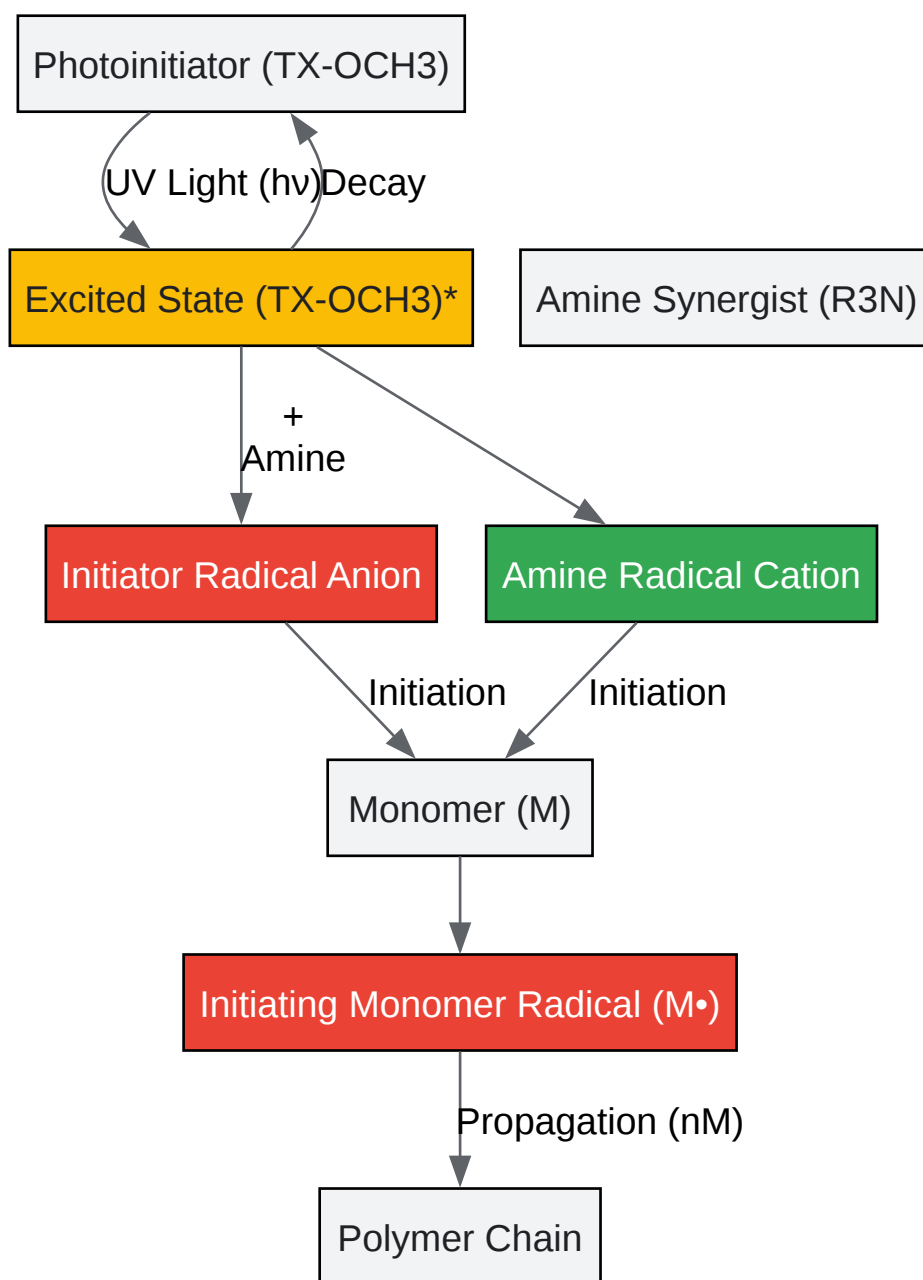 Photoinitiator (TX-OCH3)
UV Light (hν)
Decay
Excited State (TX-OCH3)*
Amine Synergist (R3N)
+
Amine
Initiator Radical Anion
Amine Radical Cation
Initiation
Initiation
Monomer (M)
Initiating Monomer Radical (M•)
Propagation (nM)
Polymer Chain